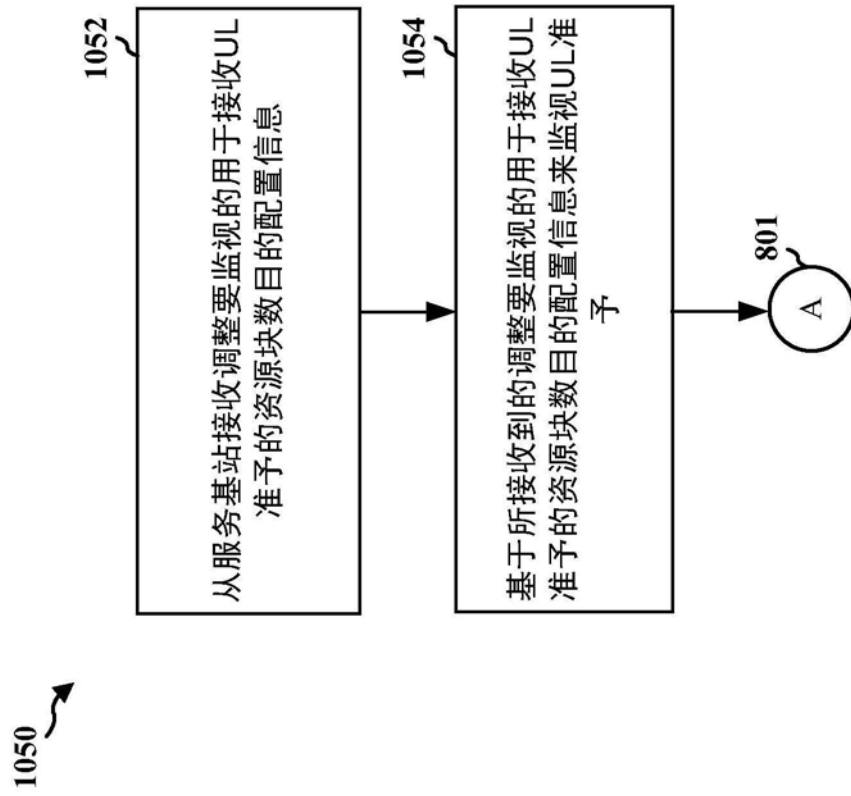 1050
1052
从服务基站接收调整要监视的用于接收UL
准予的资源块数目的配置信息
1054
基于所接收到的调整要监视的用于接收UL
准予的资源块数目的配置信息来监视UL准
予
801
A